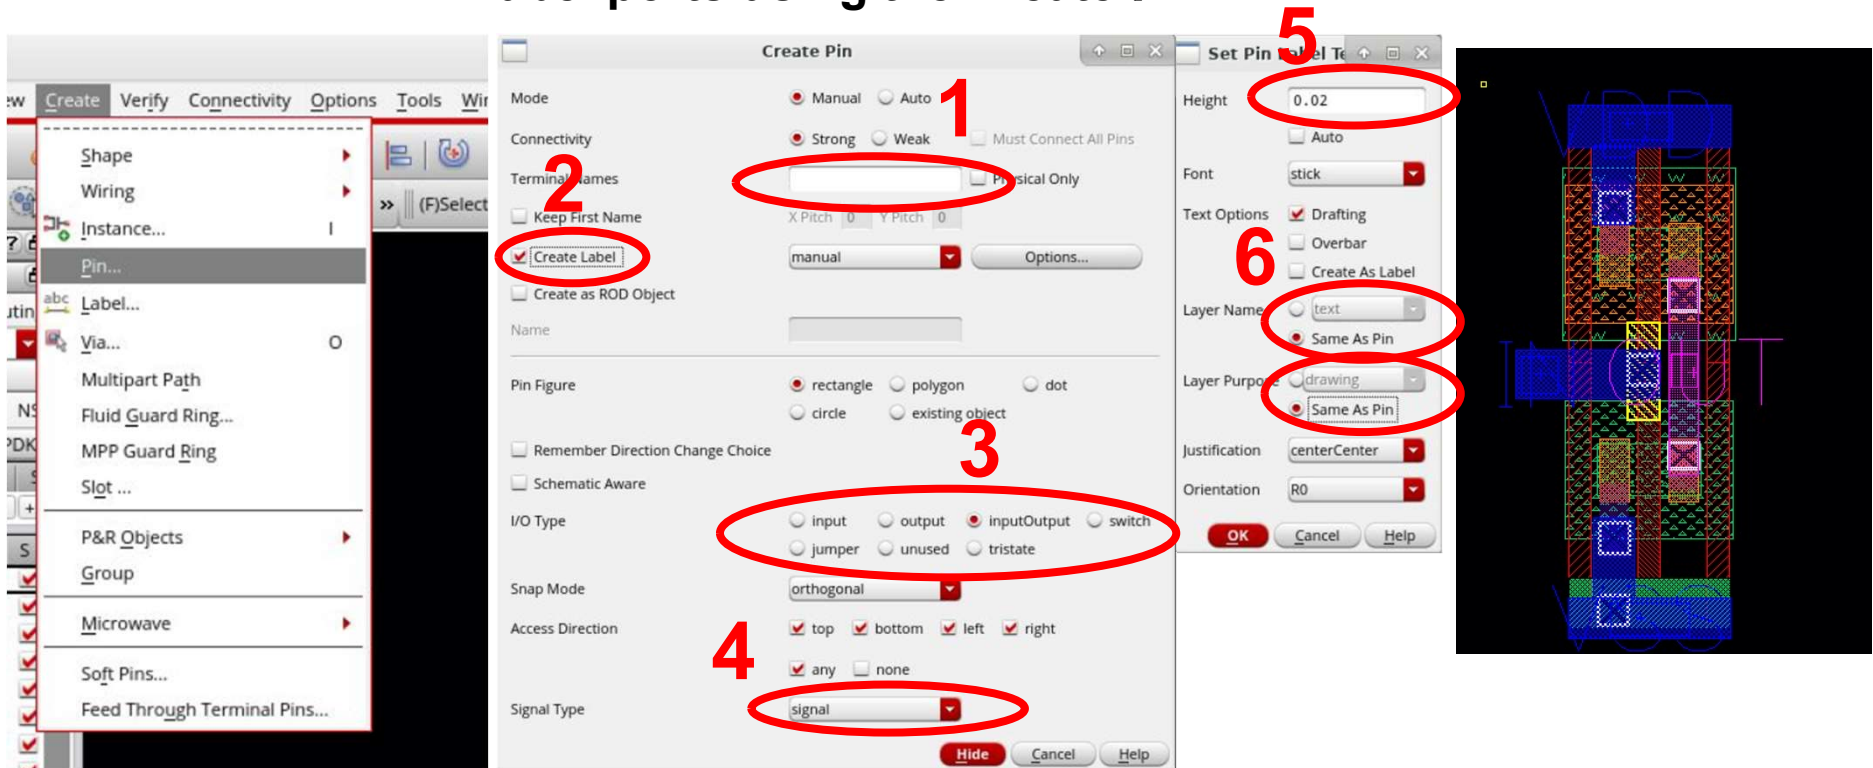 Create Verify Connectivity Options Tools
Shape
Wiring
Instance... I
Pin...
abc Label...
Via... O
Multipart Path
Fluid Guard Ring...
MPP Guard Ring
Slot ...
P&R Objects
Group
Microwave
Soft Pins...
Feed Through Terminal Pins...
» (F)Select
Create Pin
Mode Manual Auto
1
Connectivity Strong Weak Must Connect All Pins
2
Terminal Names Physical Only
Keep First Name X Pitch 0 Y Pitch 0
Create Label manual Options...
Create as ROD Object
Name
Pin Figure rectangle polygon dot
circle existing object
3
Remember Direction Change Choice
Schematic Aware
I/O Type input output inputOutput switch
jumper unused tristate
Snap Mode orthogonal
Access Direction top bottom left right
4
any none
Signal Type signal
Hide Cancel Help
5
Set Pin
Height 0.02
Auto
Font stick
Text Options Drafting
Overbar
6
Create As Label
Layer Name text
Same As Pin
Layer Purpose drawing
Same As Pin
Justification centerCenter
Orientation R0
OK Cancel Help